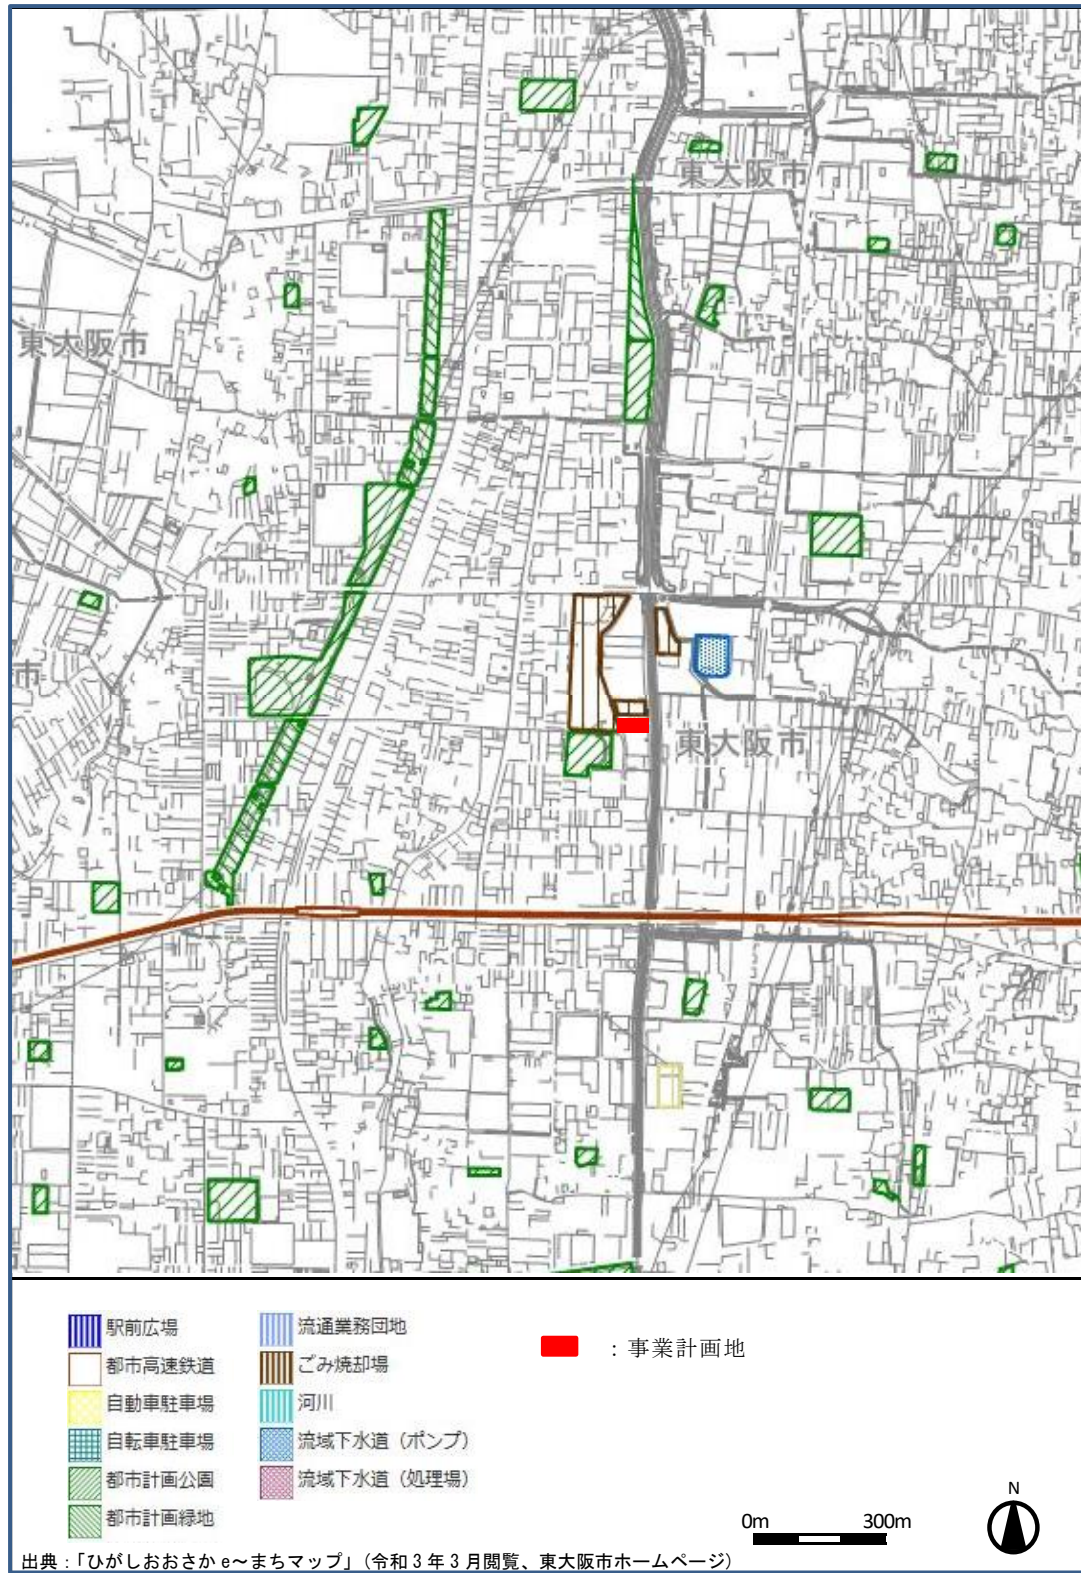 東大阪市
東大阪市
市
東大阪市
駅前広場
都市高速鉄道
自動車駐車場
自転車駐車場
都市計画公園
都市計画緑地
流通業務団地
ごみ焼却場
河川
流域下水道（ポンプ）
流域下水道（処理場）
：事業計画地
0m 300m
N
出典：「ひがしおおさか e～まちマップ」（令和 3 年 3 月閲覧、東大阪市ホームページ）